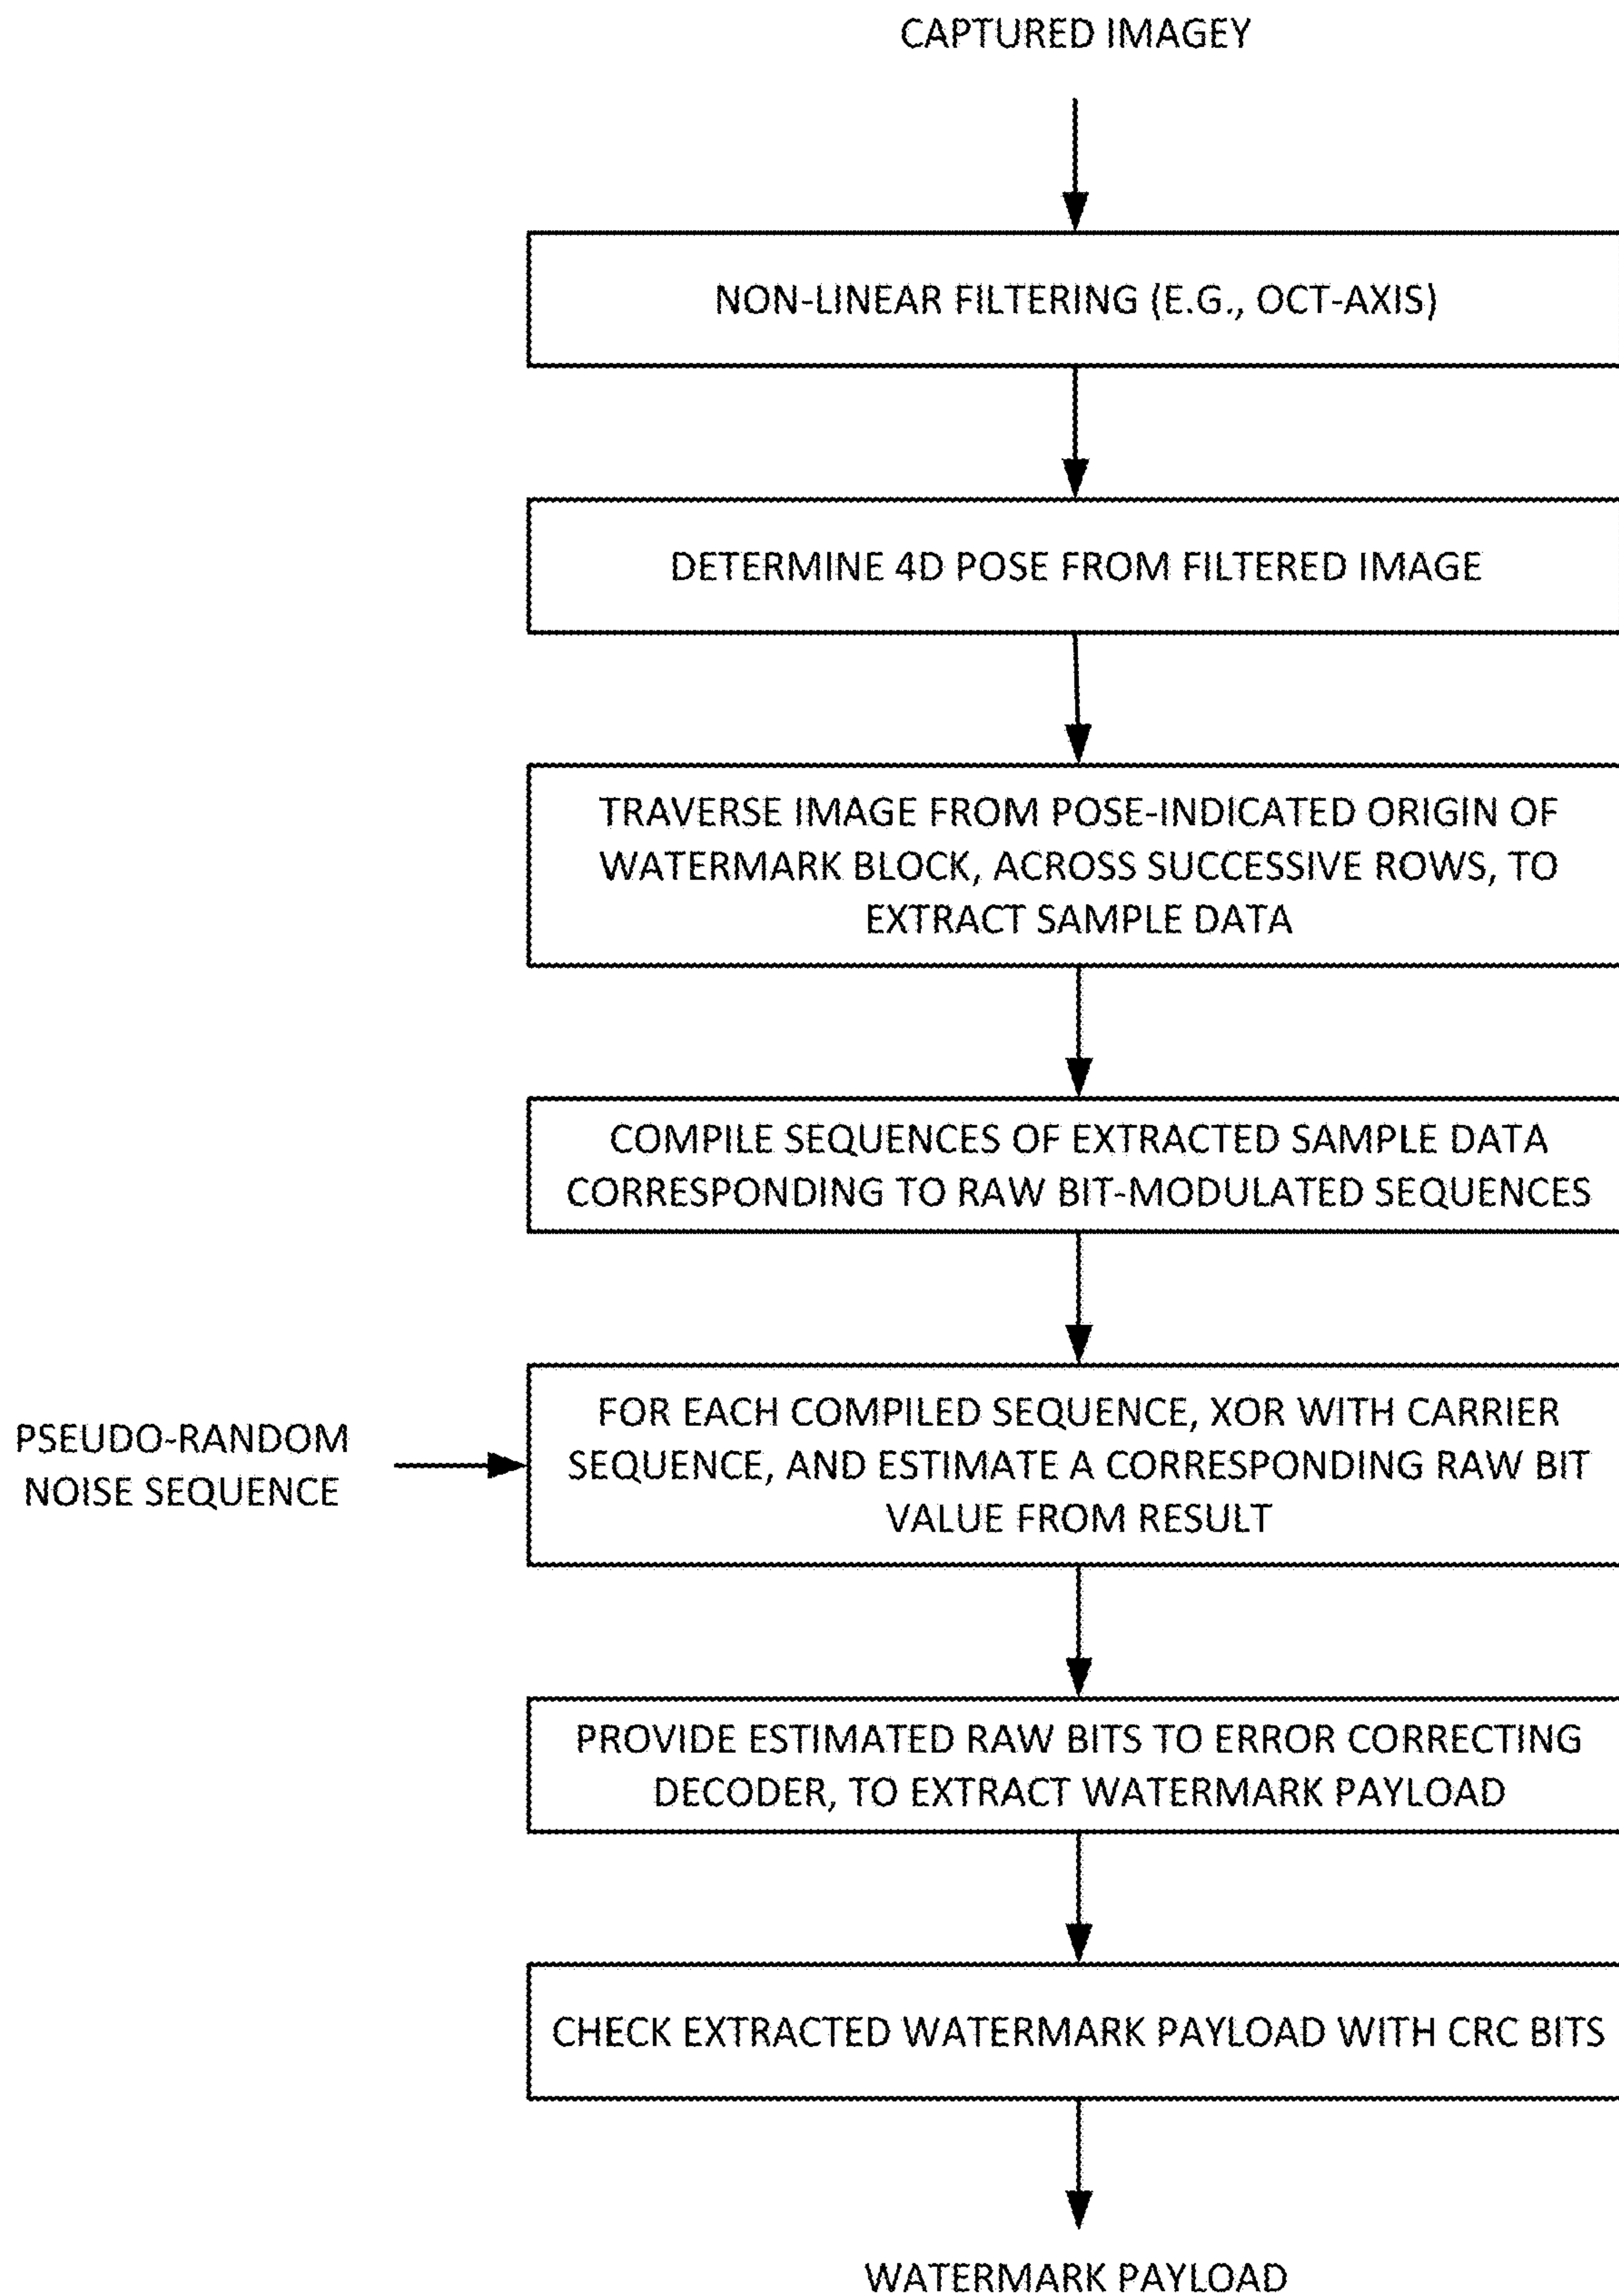 CAPTURED IMAGEY
NON-LINEAR FILTERING (E.G., OCT-AXIS)
DETERMINE 4D POSE FROM FILTERED IMAGE
TRAVERSE IMAGE FROM POSE-INDICATED ORIGIN OF
WATERMARK BLOCK, ACROSS SUCCESSIVE ROWS, TO
EXTRACT SAMPLE DATA
COMPILE SEQUENCES OF EXTRACTED SAMPLE DATA
CORRESPONDING TO RAW BIT-MODULATED SEQUENCES
PSEUDO-RANDOM
NOISE SEQUENCE
FOR EACH COMPILED SEQUENCE, XOR WITH CARRIER
SEQUENCE, AND ESTIMATE A CORRESPONDING RAW BIT
VALUE FROM RESULT
PROVIDE ESTIMATED RAW BITS TO ERROR CORRECTING
DECODER, TO EXTRACT WATERMARK PAYLOAD
CHECK EXTRACTED WATERMARK PAYLOAD WITH CRC BITS
WATERMARK PAYLOAD